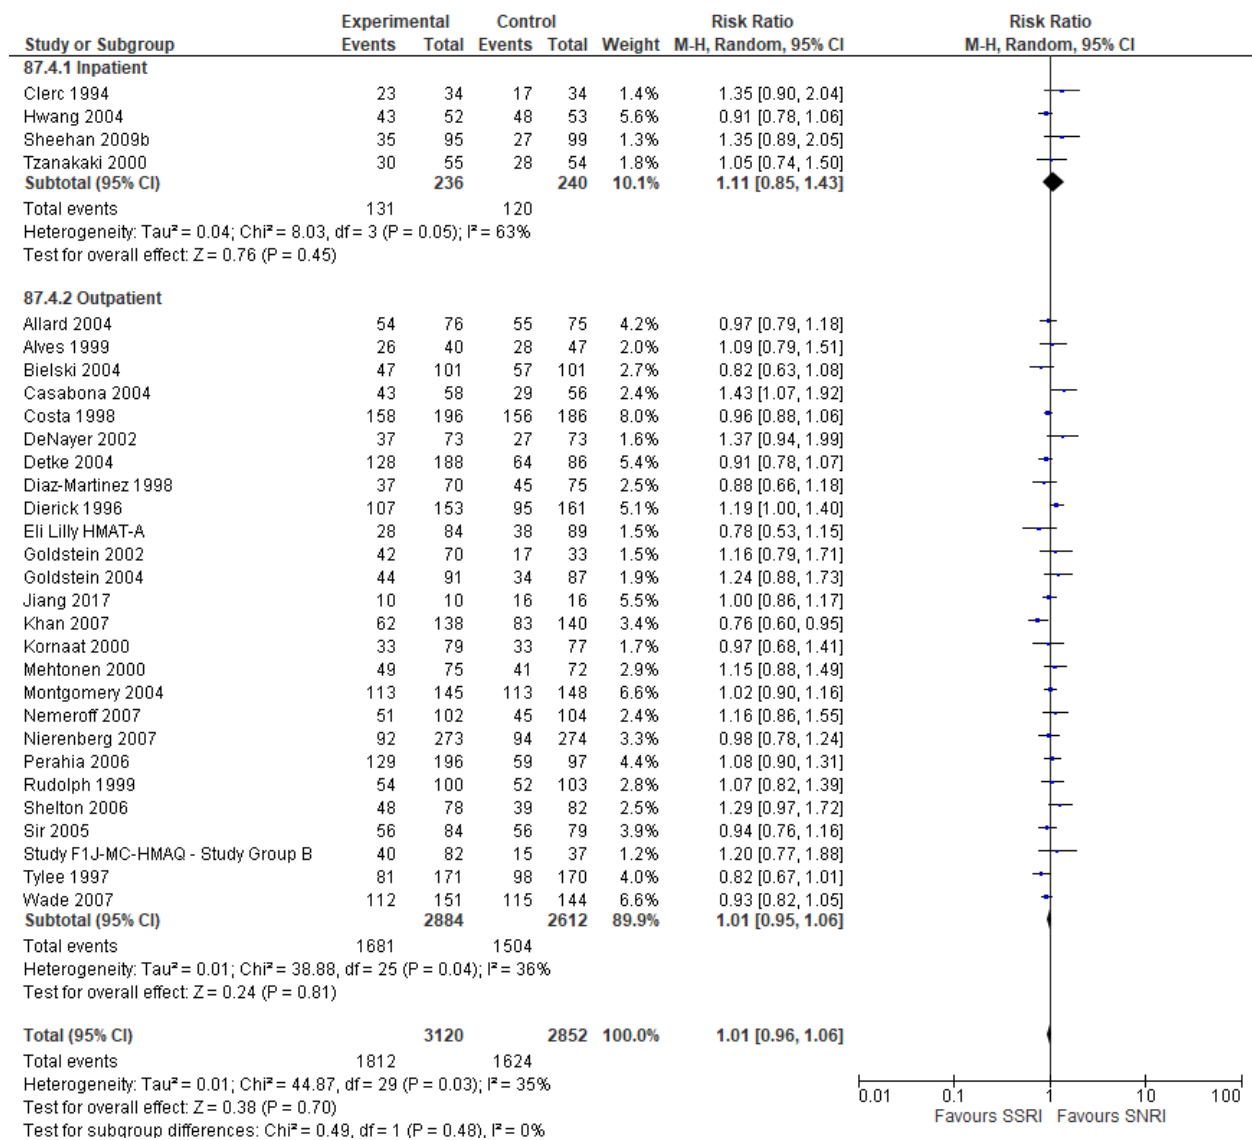 Experimental Control Risk Ratio Risk Ratio
Study or Subgroup Events Total Events Total Weight M-H, Random, 95% CI M-H, Random, 95% CI
87.4.1 Inpatient
Clerc 1994 23 34 17 34 1.4% 1.35 [0.90, 2.04]
Hwang 2004 43 52 48 53 5.6% 0.91 [0.78, 1.06]
Sheehan 2009b 35 95 27 99 1.3% 1.35 [0.89, 2.05]
Tzanakaki 2000 30 55 28 54 1.8% 1.05 [0.74, 1.50]
Subtotal (95% CI) 236 240 10.1% 1.11 [0.85, 1.43]
Total events 131 120
Heterogeneity: Tau² = 0.04; Chi² = 8.03, df = 3 (P = 0.05); I² = 63%
Test for overall effect: Z = 0.76 (P = 0.45)
87.4.2 Outpatient
Allard 2004 54 76 55 75 4.2% 0.97 [0.79, 1.18]
Alves 1999 26 40 28 47 2.0% 1.09 [0.79, 1.51]
Bielski 2004 47 101 57 101 2.7% 0.82 [0.63, 1.08]
Casabona 2004 43 58 29 56 2.4% 1.43 [1.07, 1.92]
Costa 1998 158 196 156 186 8.0% 0.96 [0.88, 1.06]
DeNayer 2002 37 73 27 73 1.6% 1.37 [0.94, 1.99]
Detke 2004 128 188 64 86 5.4% 0.91 [0.78, 1.07]
Diaz-Martinez 1998 37 70 45 75 2.5% 0.88 [0.66, 1.18]
Dierick 1996 107 153 95 161 5.1% 1.19 [1.00, 1.40]
Eli Lilly HMAT-A 28 84 38 89 1.5% 0.78 [0.53, 1.15]
Goldstein 2002 42 70 17 33 1.5% 1.16 [0.79, 1.71]
Goldstein 2004 44 91 34 87 1.9% 1.24 [0.88, 1.73]
Jiang 2017 10 10 16 16 5.5% 1.00 [0.86, 1.17]
Khan 2007 62 138 83 140 3.4% 0.76 [0.60, 0.95]
Kornaat 2000 33 79 33 77 1.7% 0.97 [0.68, 1.41]
Mehtonen 2000 49 75 41 72 2.9% 1.15 [0.88, 1.49]
Montgomery 2004 113 145 113 148 6.6% 1.02 [0.90, 1.16]
Nemeroff 2007 51 102 45 104 2.4% 1.16 [0.86, 1.55]
Nierenberg 2007 92 273 94 274 3.3% 0.98 [0.78, 1.24]
Perahia 2006 129 196 59 97 4.4% 1.08 [0.90, 1.31]
Rudolph 1999 54 100 52 103 2.8% 1.07 [0.82, 1.39]
Shelton 2006 48 78 39 82 2.5% 1.29 [0.97, 1.72]
Sir 2005 56 84 56 79 3.9% 0.94 [0.76, 1.16]
Study F1J-MC-HMAQ - Study Group B 40 82 15 37 1.2% 1.20 [0.77, 1.88]
Tylee 1997 81 171 98 170 4.0% 0.82 [0.67, 1.01]
Wade 2007 112 151 115 144 6.6% 0.93 [0.82, 1.05]
Subtotal (95% CI) 2884 2612 89.9% 1.01 [0.95, 1.06]
Total events 1681 1504
Heterogeneity: Tau² = 0.01; Chi² = 38.88, df = 25 (P = 0.04); I² = 36%
Test for overall effect: Z = 0.24 (P = 0.81)
Total (95% CI) 3120 2852 100.0% 1.01 [0.96, 1.06]
Total events 1812 1624
Heterogeneity: Tau² = 0.01; Chi² = 44.87, df = 29 (P = 0.03); I² = 35%
Test for overall effect: Z = 0.38 (P = 0.70)
Test for subgroup differences: Chi² = 0.49, df = 1 (P = 0.48), I² = 0%
0.01 0.1 1 10 100
Favours SSRI Favours SNRI